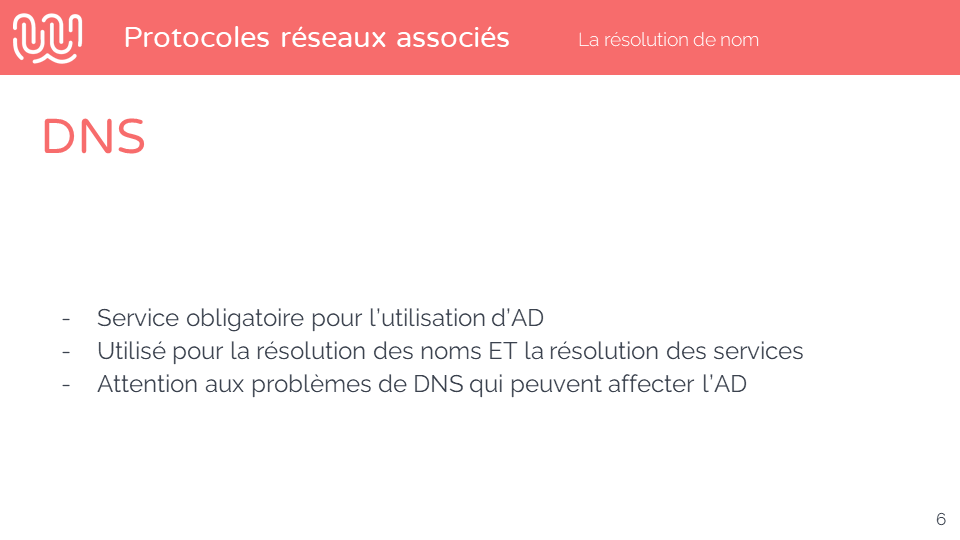 Protocoles réseaux associés
La résolution de nom
DNS
- Service obligatoire pour l'utilisation d'AD
- Utilisé pour la résolution des noms ET la résolution des services
- Attention aux problèmes de DNS qui peuvent affecter l'AD
6